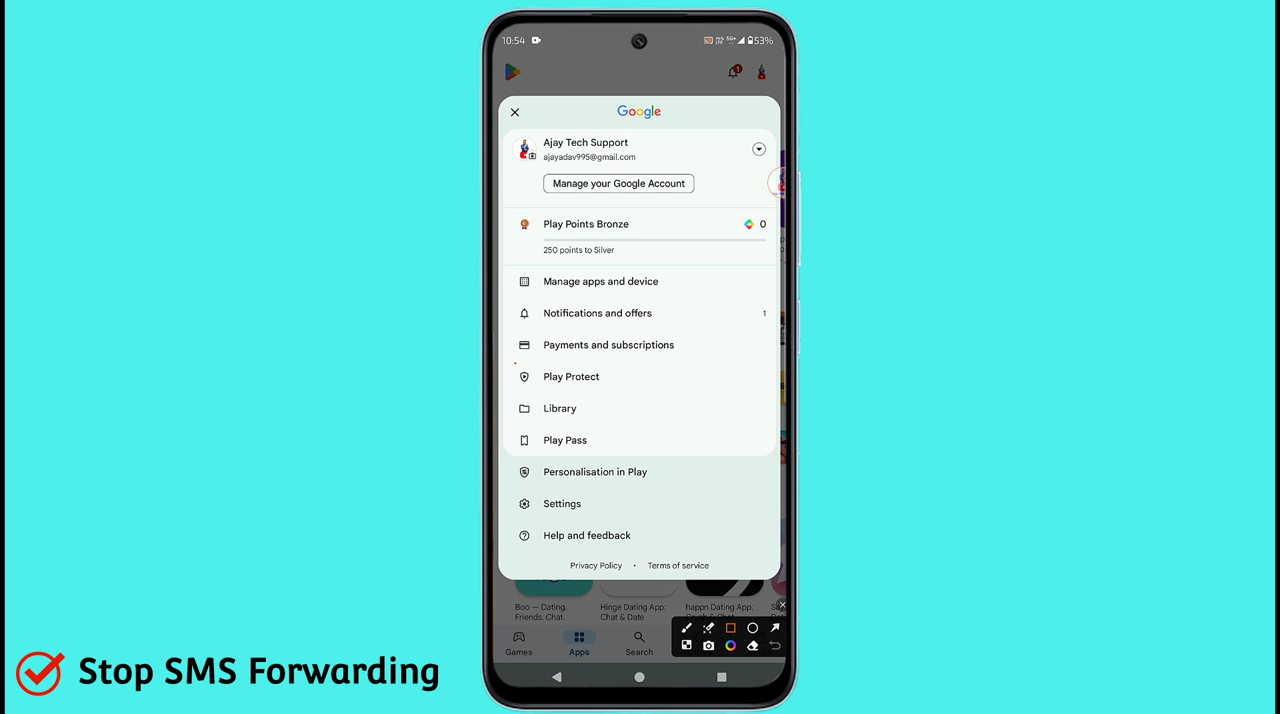 10:54
53%
Google
Ajay Tech Support
ajayadav995@gmail.com
Manage your Google Account
Play Points Bronze 0
250 points to Silver
Manage apps and device
Notifications and offers 1
Payments and subscriptions
Play Protect
Library
Play Pass
Personalisation in Play
Settings
Help and feedback
Privacy Policy • Terms of service
Boo — Dating. Hinge Dating App: happn Dating App:
Friends. Chat. Chat & Date
Games Apps Search
Stop SMS Forwarding